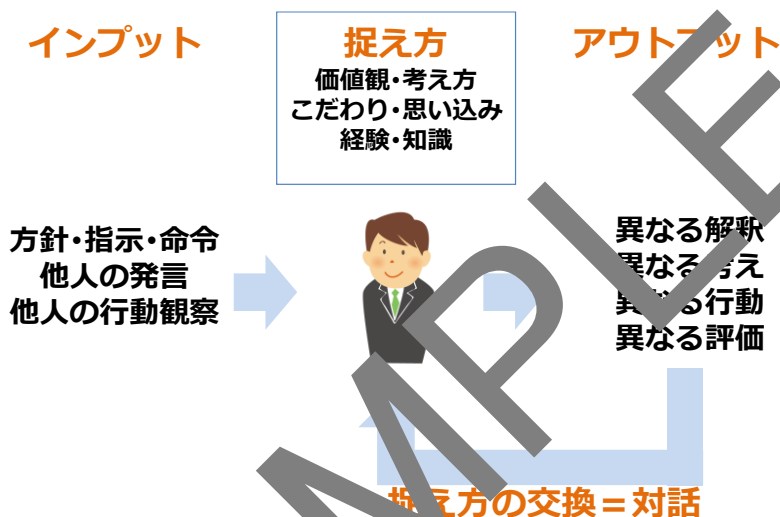 インプット
捉え方
価値観・考え方
こだわり・思い込み
経験・知識
アウトプット
方針・指示・命令
他人の発言
他人の行動観察
異なる解釈
異なる考え
異なる行動
異なる評価
捉え方の交換＝対話
MPLE